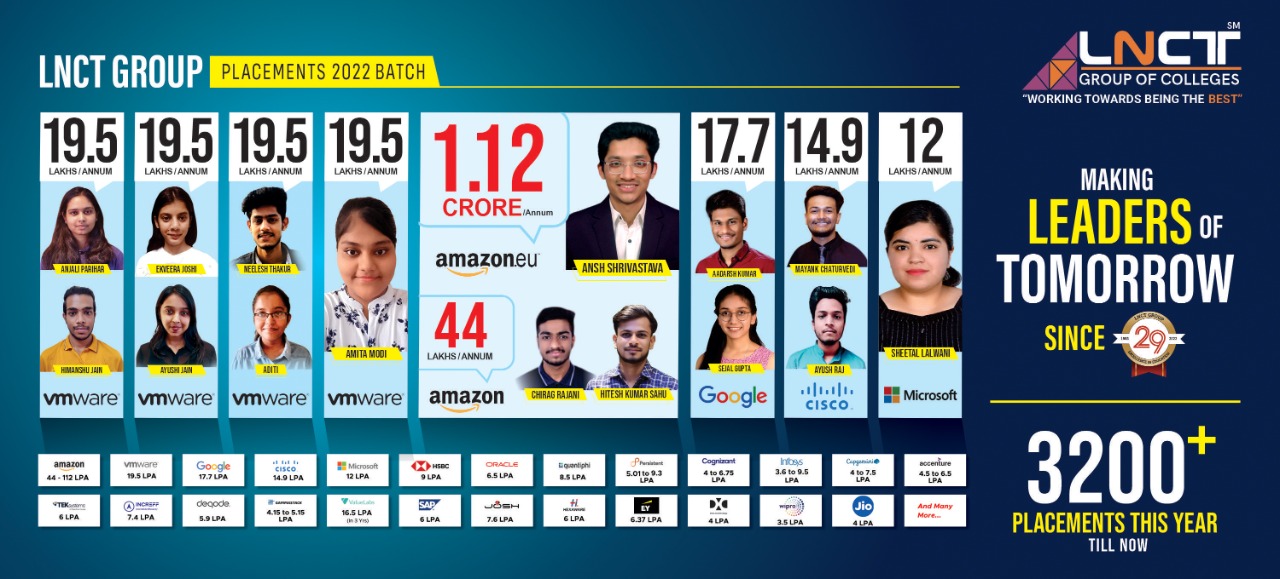 LNCT GROUP PLACEMENTS 2022 BATCH
SM
LNCT
GROUP OF COLLEGES
"WORKING TOWARDS BEING THE BEST"
19.5
LAKHS / ANNUM
ANJALI PARIHAR
HIMANSHU JAIN
vmware
19.5
LAKHS / ANNUM
EKVEERA JOSHI
AYUSHI JAIN
vmware
19.5
LAKHS / ANNUM
NEELESH THAKUR
ADITI
vmware
19.5
LAKHS / ANNUM
AMITA MODI
vmware
1.12
CRORE/Annum
amazon.eu
ANSH SHRIVASTAVA
44
LAKHS / ANNUM
amazon
CHIRAG RAJANI
HITESH KUMAR SAHU
17.7
LAKHS / ANNUM
AADARSH KUMAR
SEJAL GUPTA
Google
14.9
LAKHS / ANNUM
MAYANK CHATURVEDI
AYUSH RAJ
CISCO
12
LAKHS / ANNUM
SHEETAL LALWANI
Microsoft
MAKING
LEADERS OF
TOMORROW
SINCE 29
LNCT GROUP
3200+
PLACEMENTS THIS YEAR
TILL NOW
amazon
44 - 112 LPA
vmware
19.5 LPA
Google
17.7 LPA
CISCO
14.9 LPA
Microsoft
12 LPA
HSBC
9 LPA
ORACLE
6.5 LPA
quantiphi
8.5 LPA
Persistent
5.01 to 9.3
LPA
Cognizant
4 to 6.75
LPA
Infosys
3.6 to 9.5
LPA
Capgemini
4 to 7.5
LPA
accenture
4.5 to 6.5
LPA
TEKsystems
6 LPA
INCREFF
7.4 LPA
deqode.
5.9 LPA
4.15 to 5.15
LPA
ValueLabs
16.5 LPA
(In 3 Yrs)
SAP
6 LPA
JOSH
7.6 LPA
HEXAWARE
6 LPA
EY
6.37 LPA
4 LPA
wipro
3.5 LPA
Jio
4 LPA
And Many
More...